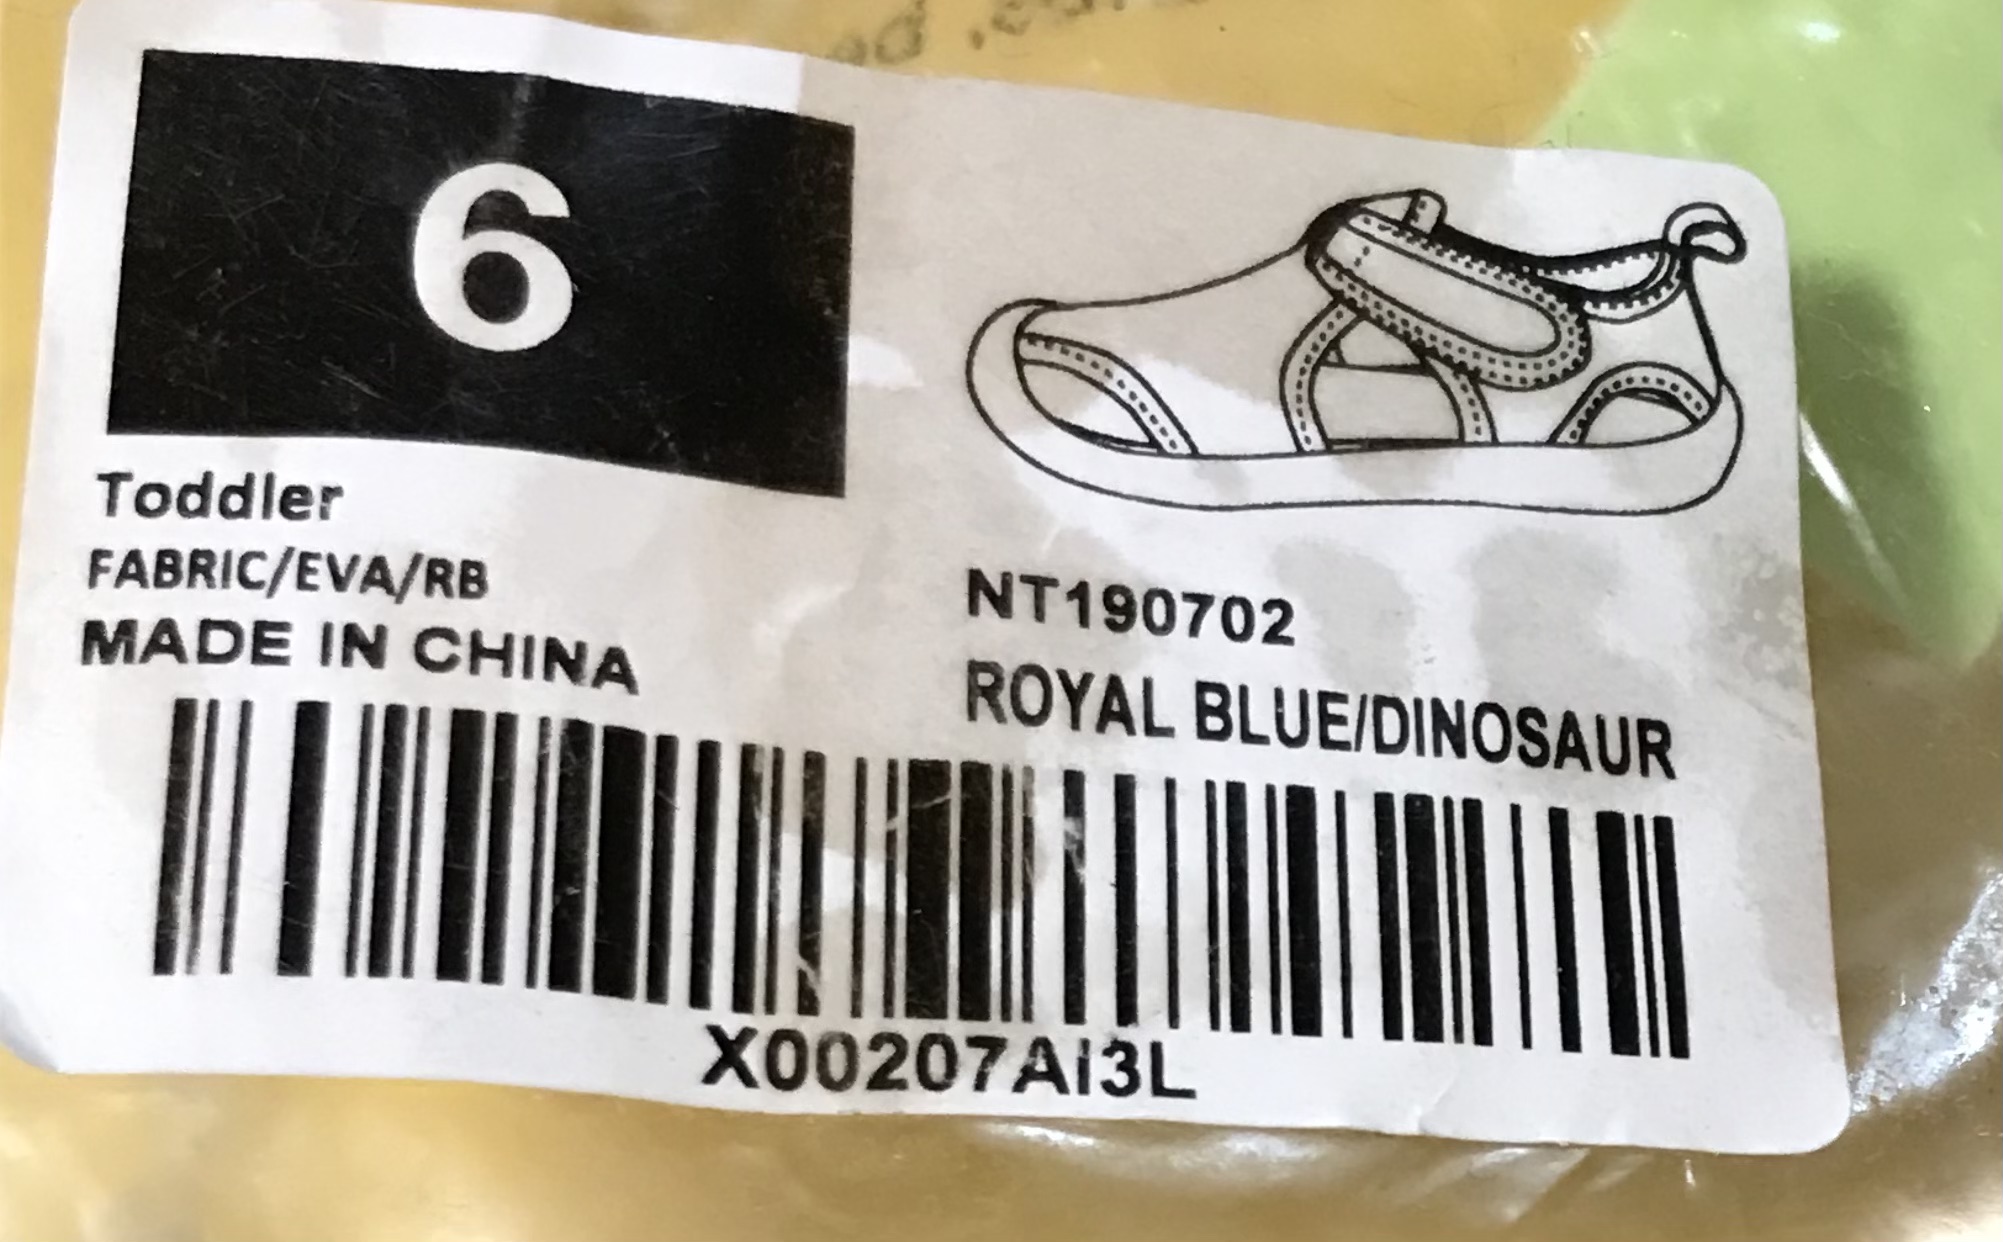 6
Toddler
FABRIC/EVA/RB
MADE IN CHINA
NT190702
ROYAL BLUE/DINOSAUR
X00207Ai3L